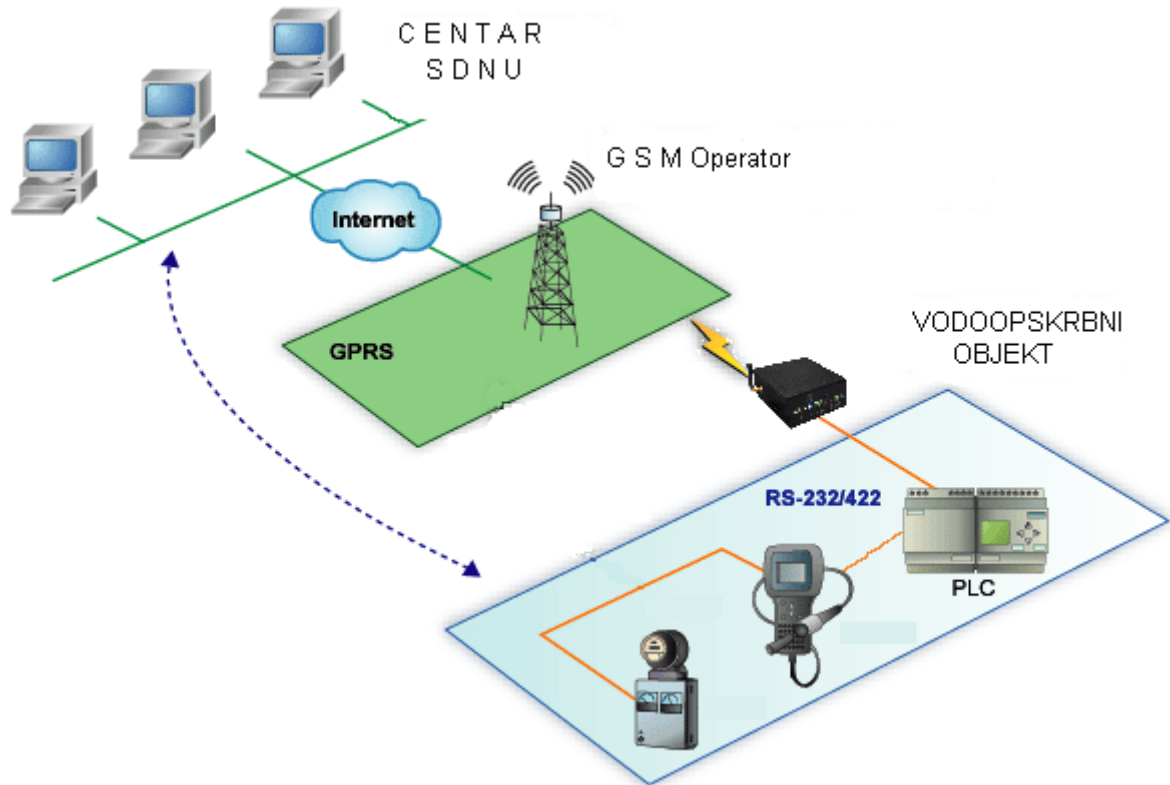 C E N T A R
S D N U
G S M Operator
Internet
GPRS
VODOOPSKRBNI
OBJEKT
RS-232/422
PLC